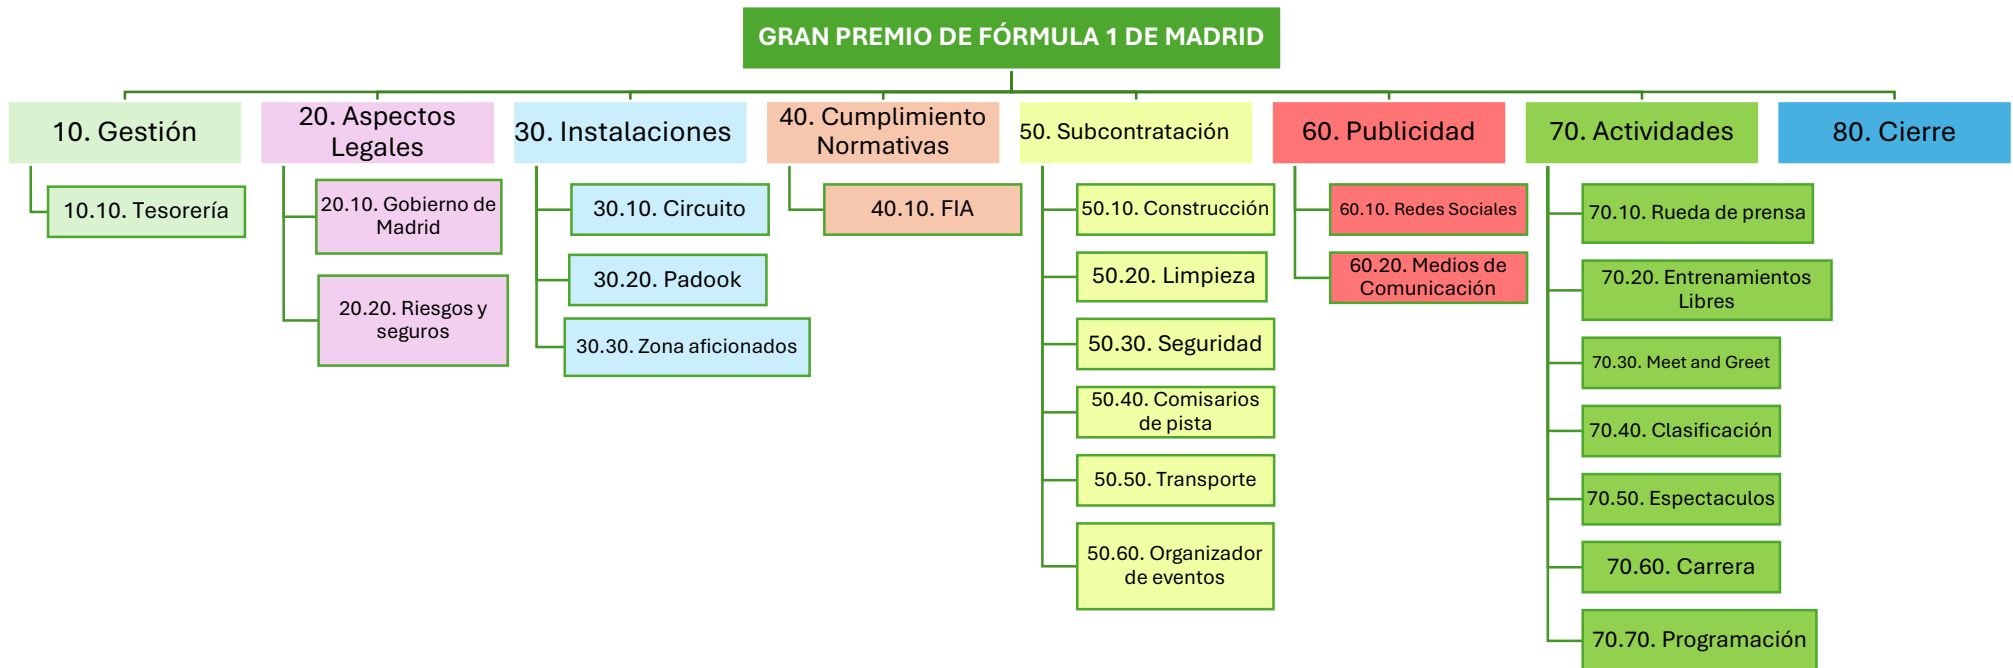 GRAN PREMIO DE FÓRMULA 1 DE MADRID
10. Gestión
10.10. Tesorería
20. Aspectos
Legales
20.10. Gobierno de
Madrid
20.20. Riesgos y
seguros
30. Instalaciones
30.10. Circuito
30.20. Padook
30.30. Zona aficionados
40. Cumplimiento
Normativas
40.10. FIA
50. Subcontratación
50.10. Construcción
50.20. Limpieza
50.30. Seguridad
50.40. Comisarios
de pista
50.50. Transporte
50.60. Organizador
de eventos
60. Publicidad
60.10. Redes Sociales
60.20. Medios de
Comunicación
70. Actividades
70.10. Rueda de prensa
70.20. Entrenamientos
Libres
70.30. Meet and Greet
70.40. Clasificación
70.50. Espectaculos
70.60. Carrera
70.70. Programación
80. Cierre